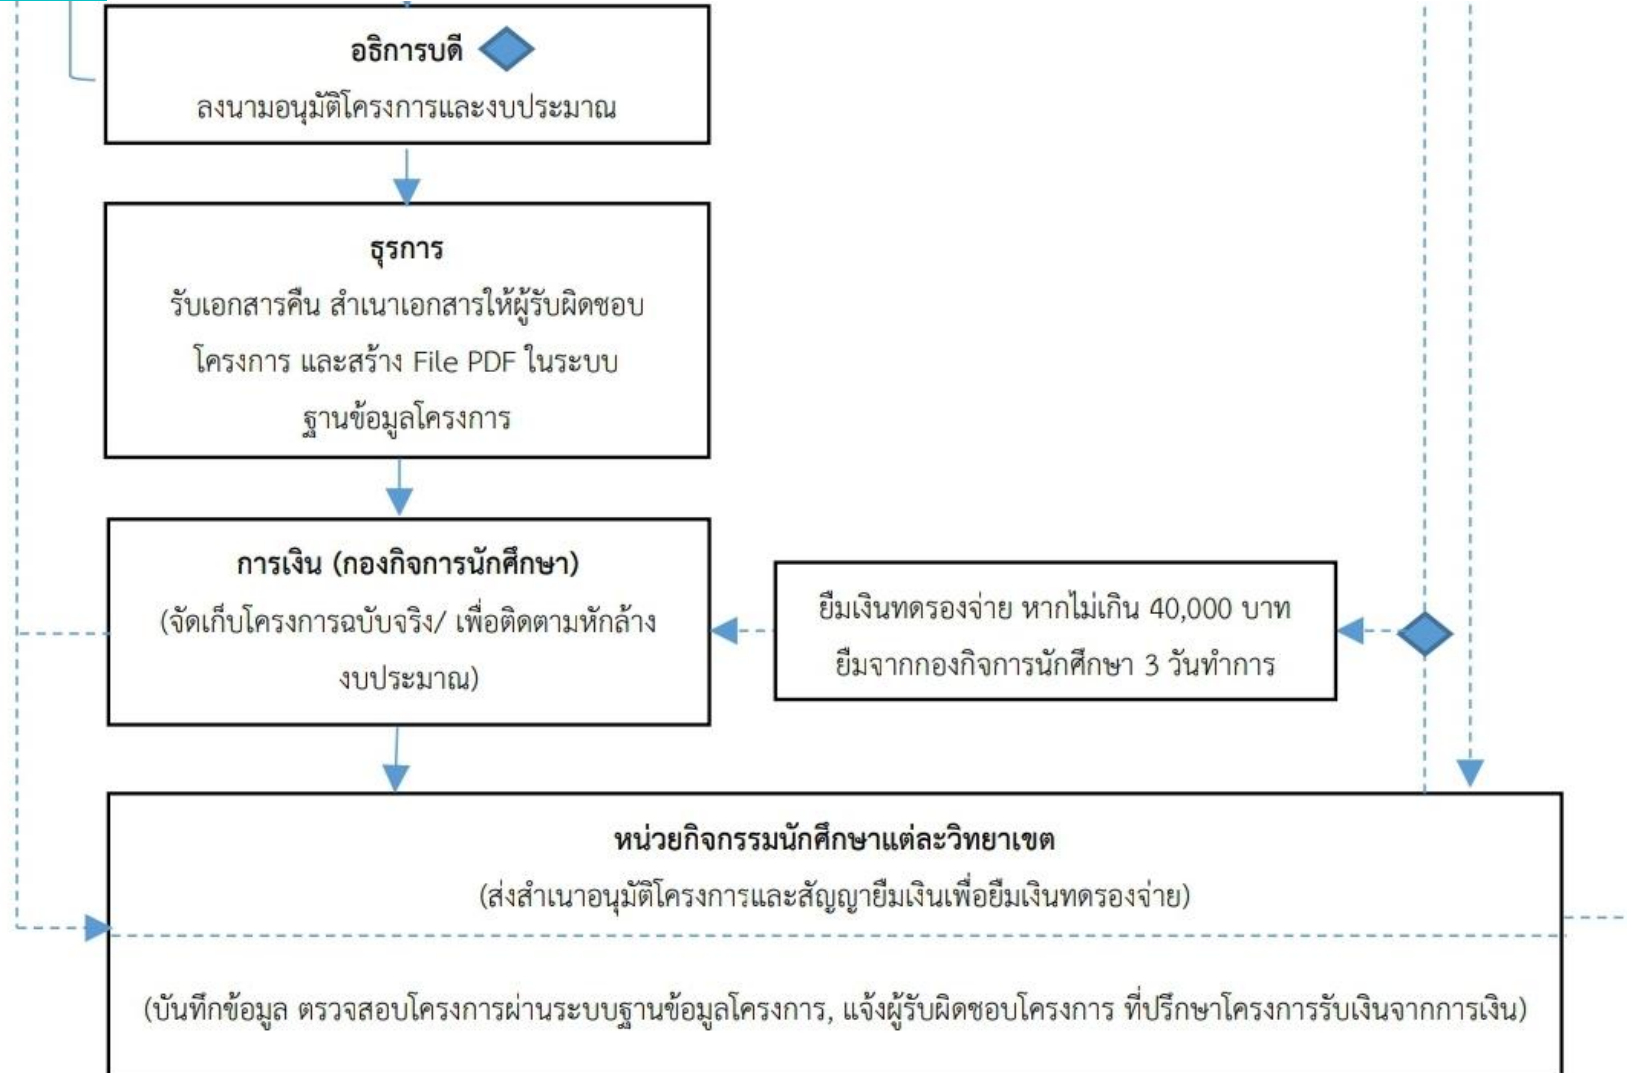 อธิการบดี
ลงนามอนุมัติโครงการและงบประมาณ
ธุรการ
รับเอกสารคืน สำเนาเอกสารให้ผู้รับผิดชอบ
โครงการ และสร้าง File PDF ในระบบ
ฐานข้อมูลโครงการ
การเงิน (กองกิจการนักศึกษา)
(จัดเก็บโครงการฉบับจริง/ เพื่อติดตามหักล้าง
งบประมาณ)
ยืมเงินทดรองจ่าย หากไม่เกิน 40,000 บาท
ยืมจากกองกิจการนักศึกษา 3 วันทำการ
หน่วยกิจกรรมนักศึกษาแต่ละวิทยาเขต
(ส่งสำเนาอนุมัติโครงการและสัญญายืมเงินเพื่อยืมเงินทดรองจ่าย)
(บันทึกข้อมูล ตรวจสอบโครงการผ่านระบบฐานข้อมูลโครงการ, แจ้งผู้รับผิดชอบโครงการ ที่ปรึกษาโครงการรับเงินจากการเงิน)